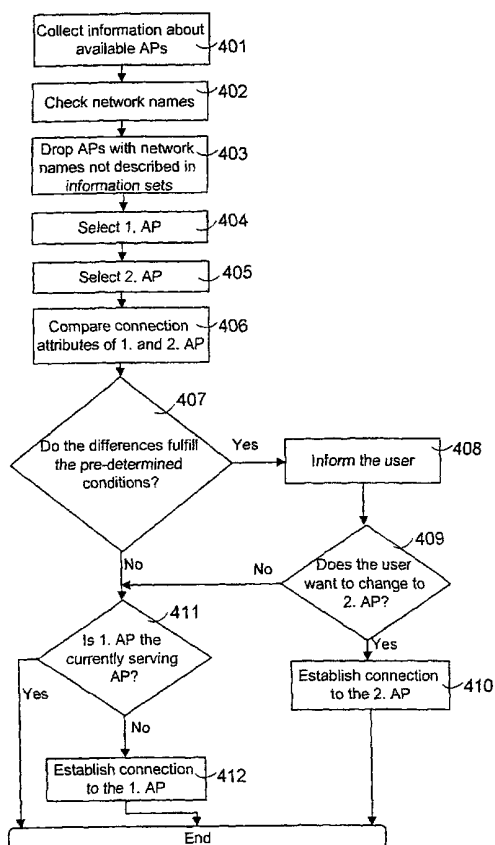 Collect information about
available APs
401
Check network names
402
Drop APs with network
names not described in
information sets
403
Select 1. AP
404
Select 2. AP
405
Compare connection
attributes of 1. and 2. AP
406
407
Do the differences fulfill
the pre-determined
conditions?
Yes
Inform the user
408
No
409
Does the user
want to change to
2. AP?
No
Yes
411
Is 1. AP the
currently serving
AP?
Establish connection
to the 2. AP
410
Yes
No
Establish connection
to the 1. AP
412
End